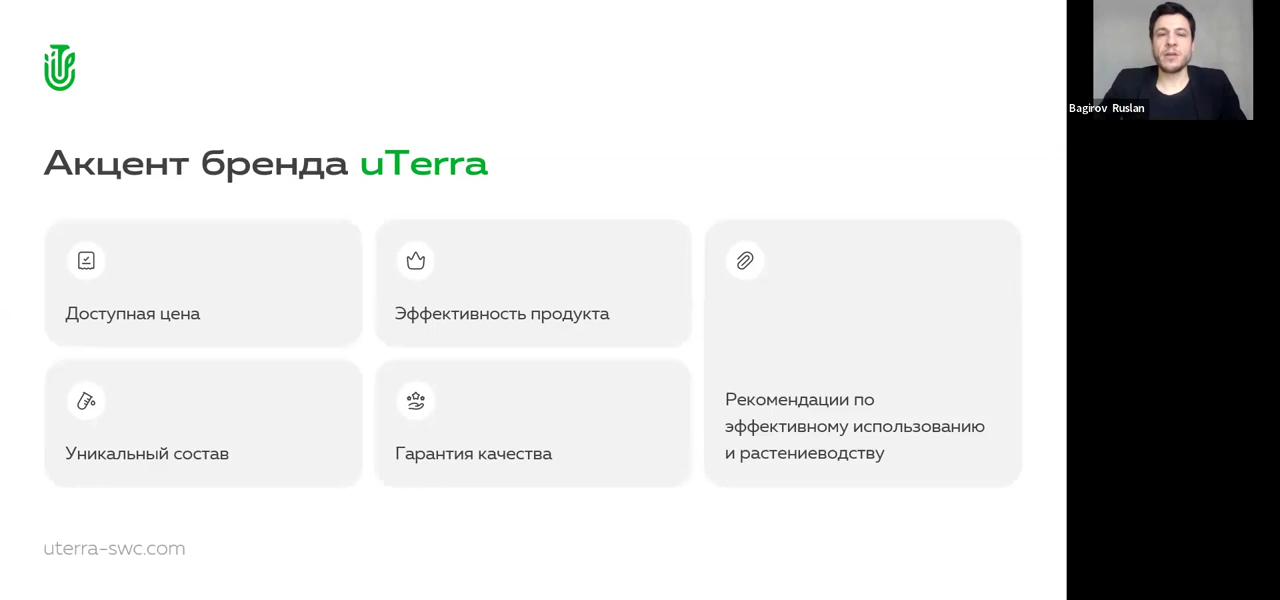 Акцент бренда uTerra
Доступная цена
Эффективность продукта
Уникальный состав
Гарантия качества
Рекомендации по
эффективному использованию
и растениеводству
uterra-swc.com
Bagirov Ruslan